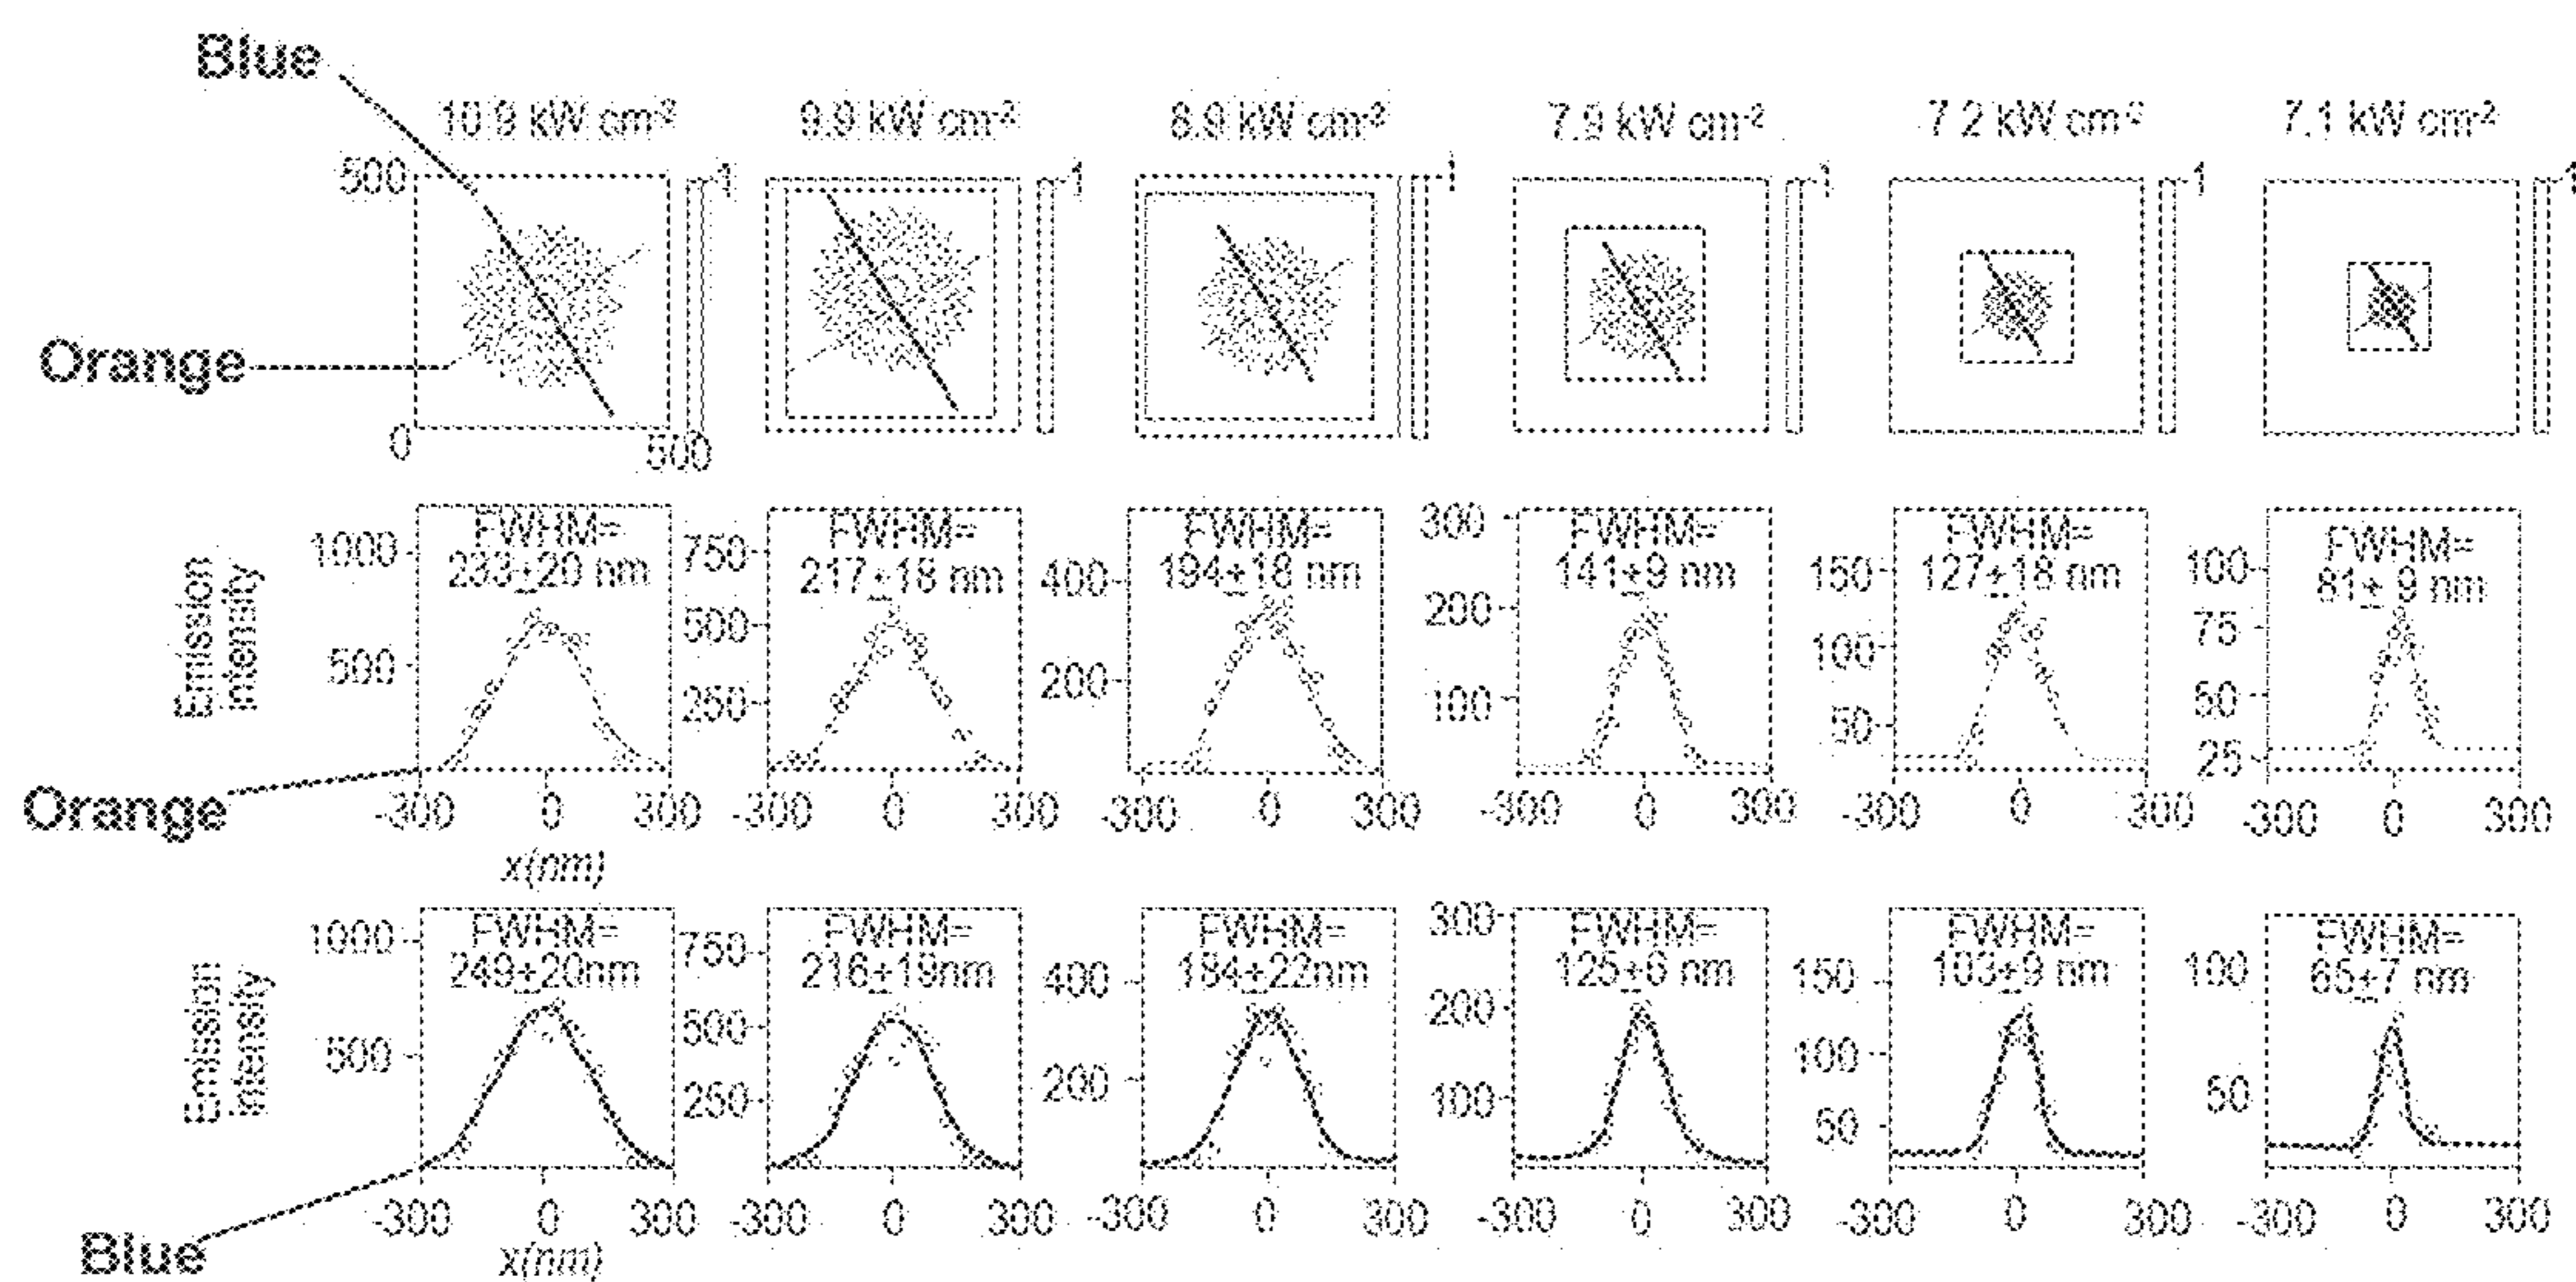 Blue
10.9 kW cm-2 9.9 kW cm-2 8.9 kW cm-2 7.9 kW cm-2 7.2 kW cm-2 7.1 kW cm-2
500 1 1 1 1 1 1
Orange
0 500
Emission intensity
1000 500
FWHM= 233±20 nm
750 500 250
FWHM= 217±18 nm
400 200
FWHM= 194±18 nm
300 200 100
FWHM= 141±9 nm
150 100 50
FWHM= 127±18 nm
100 75 50 25
FWHM= 81± 9 nm
Orange
-300 0 300 -300 0 300 -300 0 300 -300 0 300 -300 0 300 -300 0 300
x(nm)
Emission intensity
1000 500
FWHM= 249±20nm
750 500 250
FWHM= 216±19nm
400 200
FWHM= 184±22nm
300 200 100
FWHM= 125±6 nm
150 100 50
FWHM= 103±9 nm
100 50
FWHM= 65±7 nm
-300 0 300 -300 0 300 -300 0 300 -300 0 300 -300 0 300 -300 0 300
Blue
x(nm)